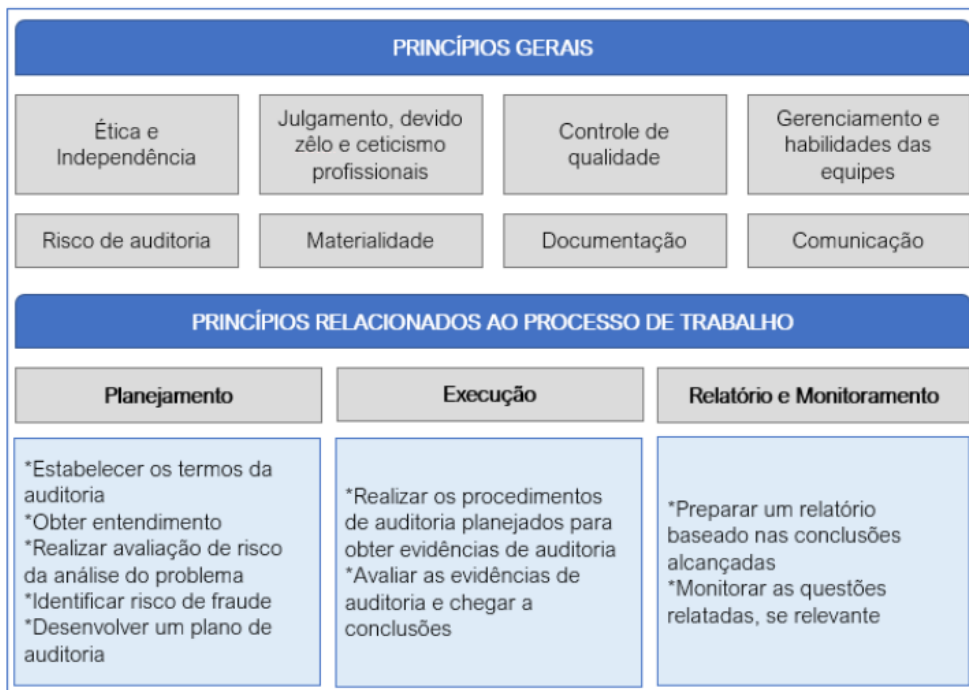 PRINCÍPIOS GERAIS
Ética e
Independência
Julgamento, devido
zêlo e ceticismo
profissionais
Controle de
qualidade
Gerenciamento e
habilidades das
equipes
Risco de auditoria
Materialidade
Documentação
Comunicação
PRINCÍPIOS RELACIONADOS AO PROCESSO DE TRABALHO
Planejamento
*Estabelecer os termos da
auditoria
*Obter entendimento
*Realizar avaliação de risco
da análise do problema
*Identificar risco de fraude
*Desenvolver um plano de
auditoria
Execução
*Realizar os procedimentos
de auditoria planejados para
obter evidências de auditoria
*Avaliar as evidências de
auditoria e chegar a
conclusões
Relatório e Monitoramento
*Preparar um relatório
baseado nas conclusões
alcançadas
*Monitorar as questões
relatadas, se relevante